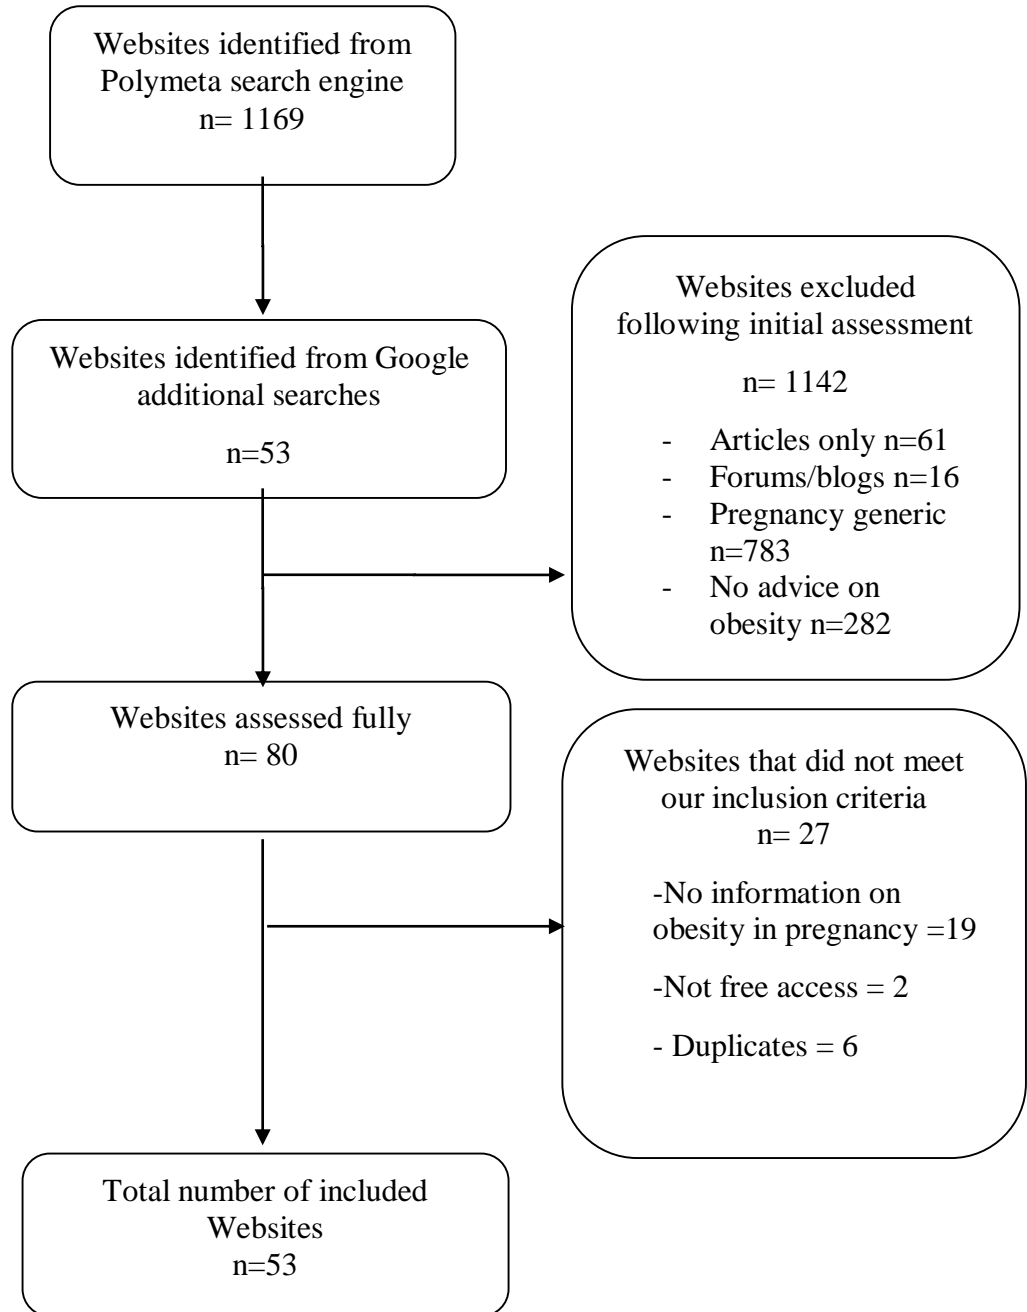 Websites identified from
Polymeta search engine
n= 1169
Websites identified from Google
additional searches
n=53
Websites excluded
following initial assessment
n= 1142
- Articles only n=61
- Forums/blogs n=16
- Pregnancy generic
n=783
- No advice on
obesity n=282
Websites assessed fully
n= 80
Websites that did not meet
our inclusion criteria
n= 27
-No information on
obesity in pregnancy =19
-Not free access = 2
- Duplicates = 6
Total number of included
Websites
n=53